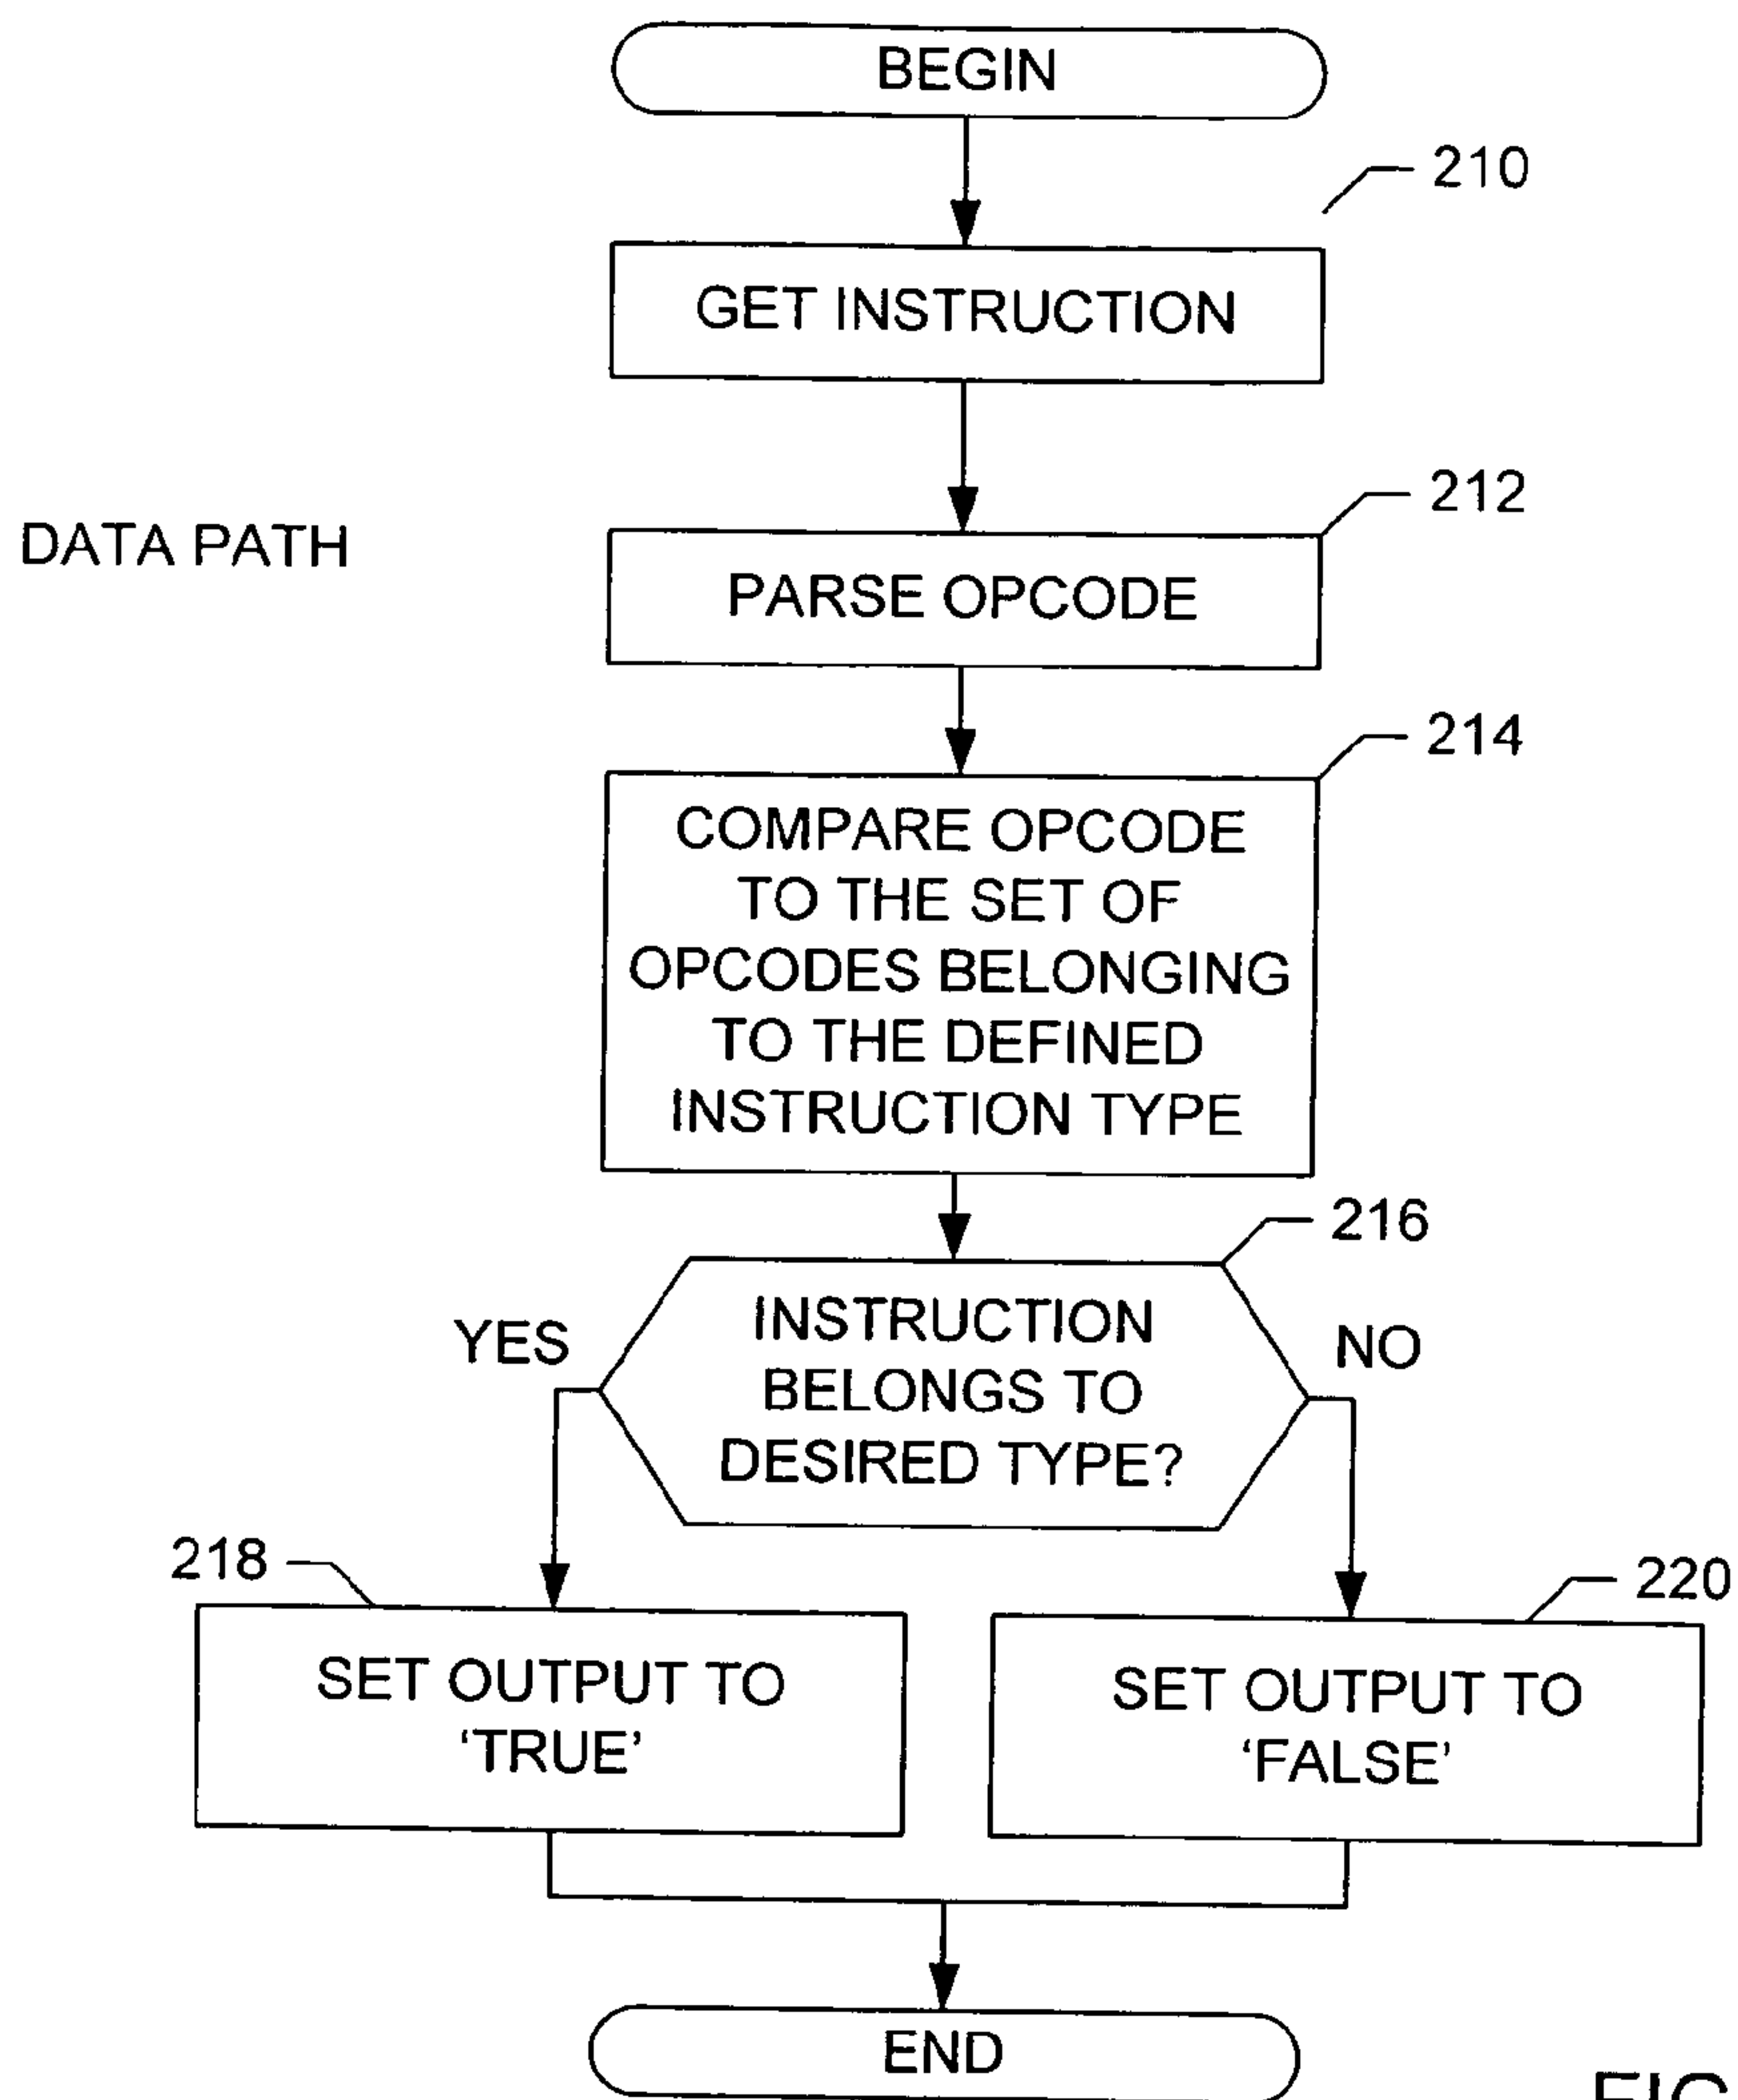 BEGIN
210
GET INSTRUCTION
212
DATA PATH
PARSE OPCODE
214
COMPARE OPCODE
TO THE SET OF
OPCODES BELONGING
TO THE DEFINED
INSTRUCTION TYPE
216
YES
INSTRUCTION
BELONGS TO
DESIRED TYPE?
NO
218
220
SET OUTPUT TO
‘TRUE’
SET OUTPUT TO
‘FALSE’
END